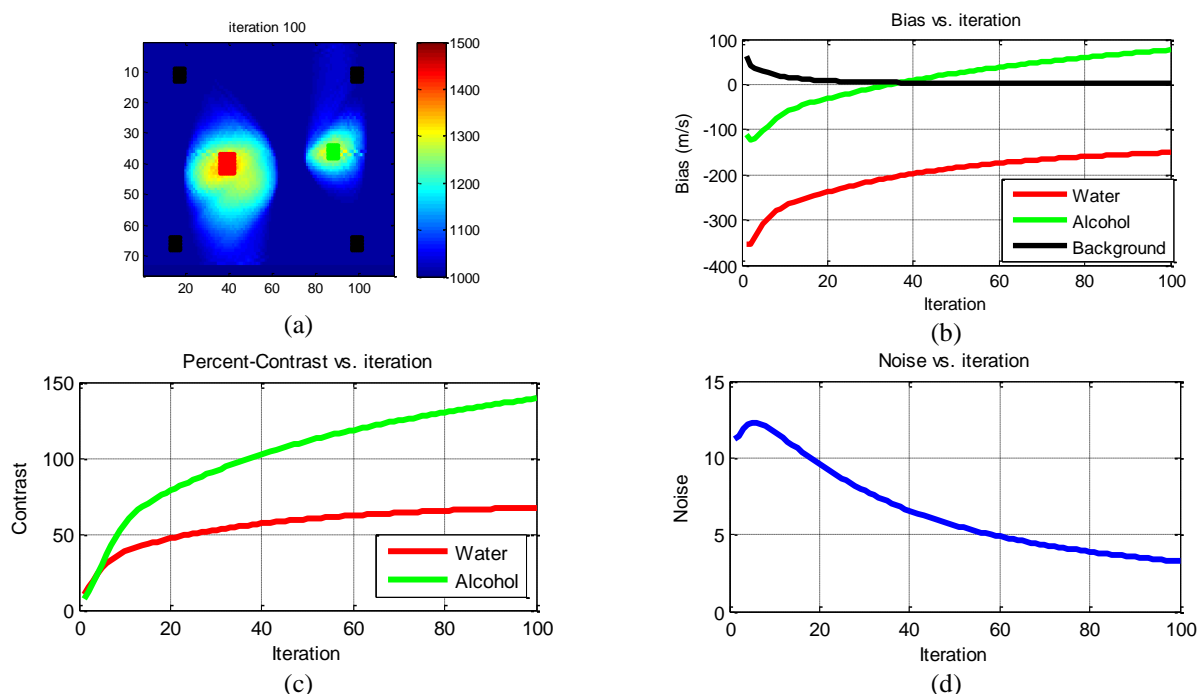 iteration 100
10
20
30
40
50
60
70
20 40 60 80 100
1500
1400
1300
1200
1100
1000
(a)
Bias vs. iteration
Bias (m/s)
100
0
-100
-200
-300
-400
0 20 40 60 80 100
Iteration
Water
Alcohol
Background
(b)
Percent-Contrast vs. iteration
Contrast
150
100
50
0
0 20 40 60 80 100
Iteration
Water
Alcohol
(c)
Noise vs. iteration
Noise
15
10
5
0
0 20 40 60 80 100
Iteration
(d)